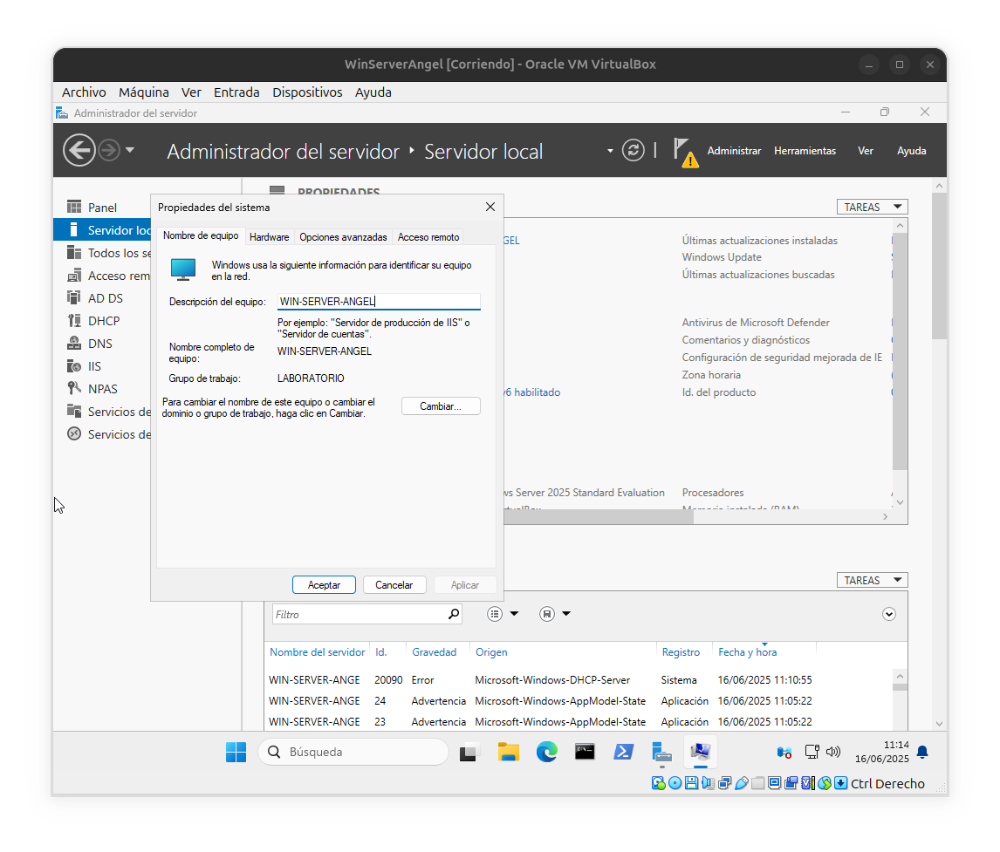 WinServerAngel [Corriendo] - Oracle VM VirtualBox
Archivo Máquina Ver Entrada Dispositivos Ayuda
Administrador del servidor
Administrador del servidor Servidor local
Administrar Herramientas Ver Ayuda
PROPIEDADES
TAREAS
Panel
Servidor loc
Todos los se
Acceso rem
AD DS
DHCP
DNS
IIS
NPAS
Servicios de
Servicios de
Propiedades del sistema
Nombre de equipo Hardware Opciones avanzadas Acceso remoto
Windows usa la siguiente información para identificar su equipo
en la red.
Descripción del equipo: WIN-SERVER-ANGEL
Por ejemplo: "Servidor de producción de IIS" o
"Servidor de cuentas".
Nombre completo de
equipo:
WIN-SERVER-ANGEL
Grupo de trabajo: LABORATORIO
Para cambiar el nombre de este equipo o cambiar el
dominio o grupo de trabajo, haga clic en Cambiar.
Cambiar...
Aceptar Cancelar Aplicar
GEL
Últimas actualizaciones instaladas
Windows Update
Últimas actualizaciones buscadas
Antivirus de Microsoft Defender
Comentarios y diagnósticos
Configuración de seguridad mejorada de IE
Zona horaria
v6 habilitado Id. del producto
ws Server 2025 Standard Evaluation Procesadores
Memoria instalada (RAM)
TAREAS
Filtro
Nombre del servidor Id. Gravedad Origen Registro Fecha y hora
WIN-SERVER-ANGE 20090 Error Microsoft-Windows-DHCP-Server Sistema 16/06/2025 11:10:55
WIN-SERVER-ANGE 24 Advertencia Microsoft-Windows-AppModel-State Aplicación 16/06/2025 11:05:22
WIN-SERVER-ANGE 23 Advertencia Microsoft-Windows-AppModel-State Aplicación 16/06/2025 11:05:22
Búsqueda
11:14
16/06/2025
Ctrl Derecho